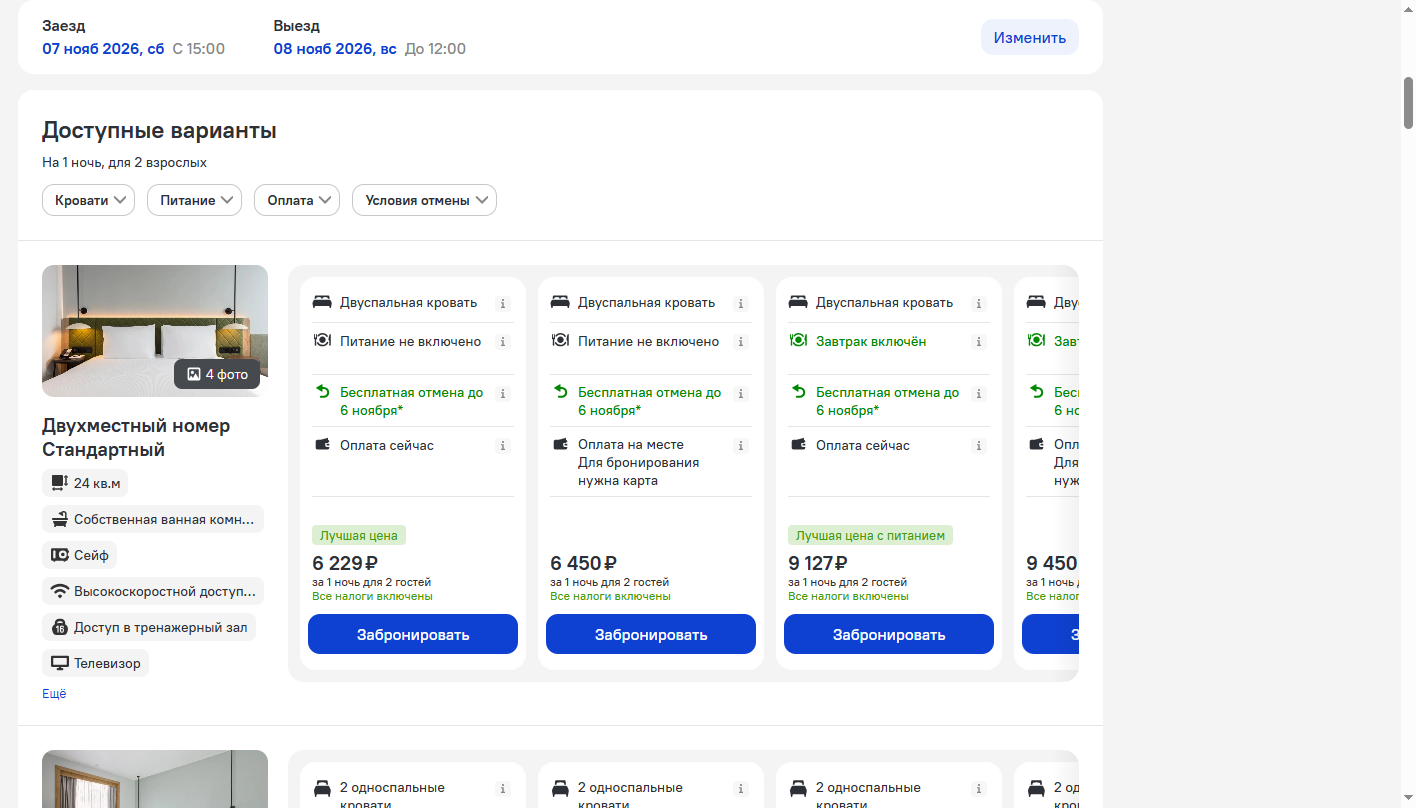 Заезд
07 нояб 2026, сб С 15:00
Выезд
08 нояб 2026, вс До 12:00
Изменить
Доступные варианты
На 1 ночь, для 2 взрослых
Кровати
Питание
Оплата
Условия отмены
4 фото
Двухместный номер
Стандартный
24 кв.м
Собственная ванная комн...
Сейф
Высокоскоростной доступ...
Доступ в тренажерный зал
Телевизор
Ещё
Двуспальная кровать
Питание не включено
Бесплатная отмена до
6 ноября*
Оплата сейчас
Лучшая цена
6 229 ₽
за 1 ночь для 2 гостей
Все налоги включены
Забронировать
Двуспальная кровать
Питание не включено
Бесплатная отмена до
6 ноября*
Оплата на месте
Для бронирования
нужна карта
6 450 ₽
за 1 ночь для 2 гостей
Все налоги включены
Забронировать
Двуспальная кровать
Завтрак включён
Бесплатная отмена до
6 ноября*
Оплата сейчас
Лучшая цена с питанием
9 127 ₽
за 1 ночь для 2 гостей
Все налоги включены
Забронировать
9 450
за 1 ночь
2 односпальные
кровати
2 односпальные
кровати
2 односпальные
кровати